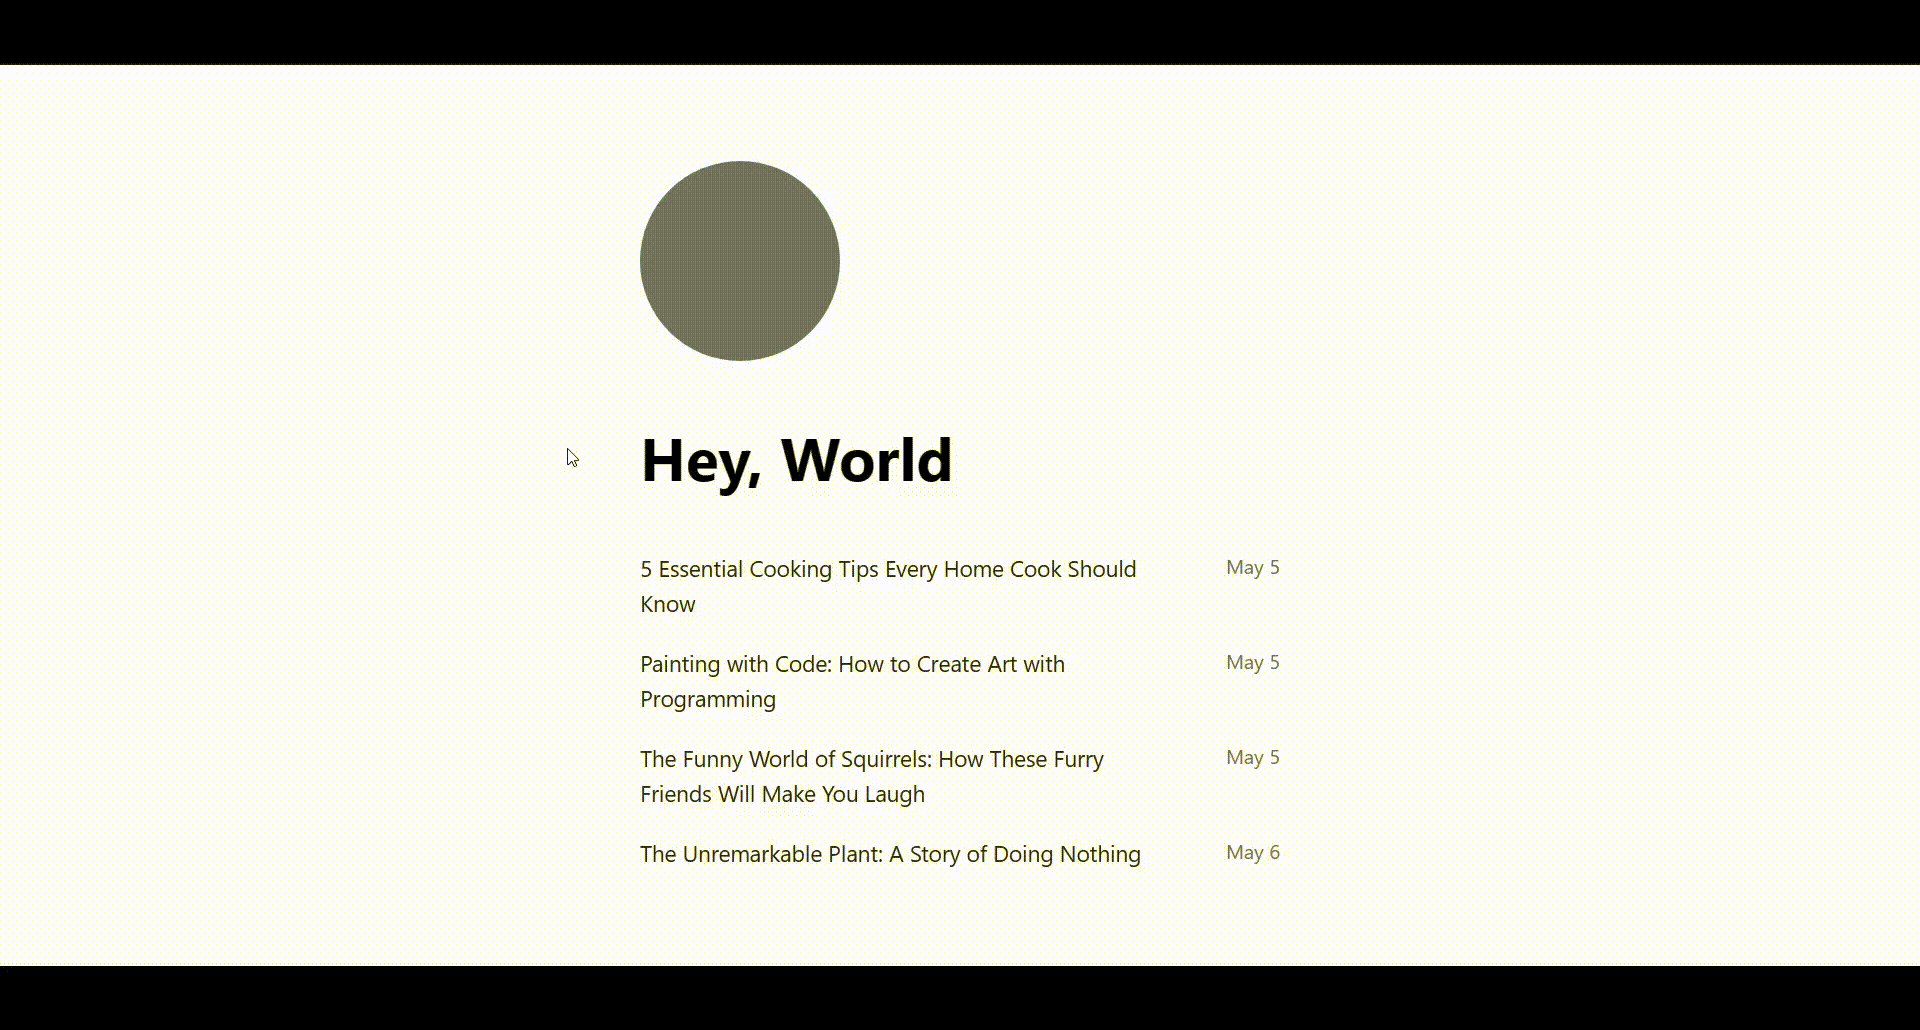 Hey, World
5 Essential Cooking Tips Every Home Cook Should
Know
May 5
Painting with Code: How to Create Art with
Programming
May 5
The Funny World of Squirrels: How These Furry
Friends Will Make You Laugh
May 5
The Unremarkable Plant: A Story of Doing Nothing
May 6